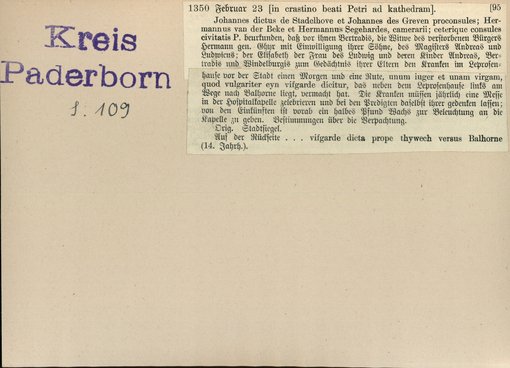 Kreis
Paderborn
S. 109
1350 Februar 23 [in crastino beati Petri ad kathedram]. [95
Johannes dictus de Stadelhove et Johannes des Greven proconsules; Her-
mannus van der Beke et Hermannus Segehardes, camerarii; ceterique consules
civitatis P. beurkunden, daß vor ihnen Bertradis, die Witwe des verstorbenen Bürgers
Hermann gen. Ghyr mit Einwilligung ihrer Söhne, des Magisters Andreas und
Ludwicus; der Elisabeth der Frau des Ludwig und deren Kinder Andreas, Ber-
tradis und Windelburgis zum Gedächtnis ihrer Eltern den Kranken im Leprosen-
hause vor der Stadt einen Morgen und eine Rute, unum iuger et unam virgam,
quod vulgariter eyn vifgarde dicitur, das neben dem Leprosenhause links am
Wege nach Balhorne liegt, vermacht hat. Die Kranken müssen jährlich eine Messe
in der Hospitalkapelle zelebrieren und bei den Predigten daselbst ihrer gedenken lassen;
von den Einkünften ist vorab ein halbes Pfund Wachs zur Beleuchtung an die
Kapelle zu geben. Bestimmungen über die Verpachtung.
Orig. Stadtsiegel.
Auf der Rückseite . . . vifgarde dicta prope thywech versus Balhorne
(14. Jahrh.).